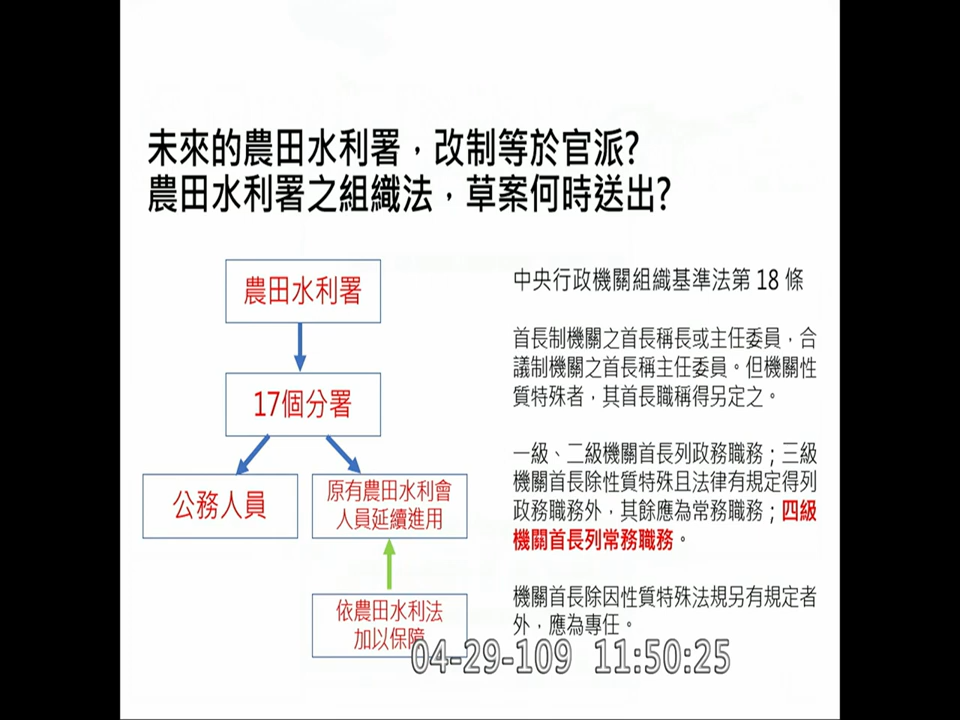 未來的農田水利署，改制等於官派?
農田水利署之組織法，草案何時送出?
農田水利署
17個分署
公務人員
原有農田水利會
人員延續進用
依農田水利法
加以保障
中央行政機關組織基準法第 18 條
首長制機關之首長稱長或主任委員，合
議制機關之首長稱主任委員。但機關性
質特殊者，其首長職稱得另定之。
一級、二級機關首長列政務職務；三級
機關首長除性質特殊且法律有規定得列
政務職務外，其餘應為常務職務；四級
機關首長列常務職務。
機關首長除因性質特殊法規另有規定者
外，應為專任。
04-29-109 11:50:25